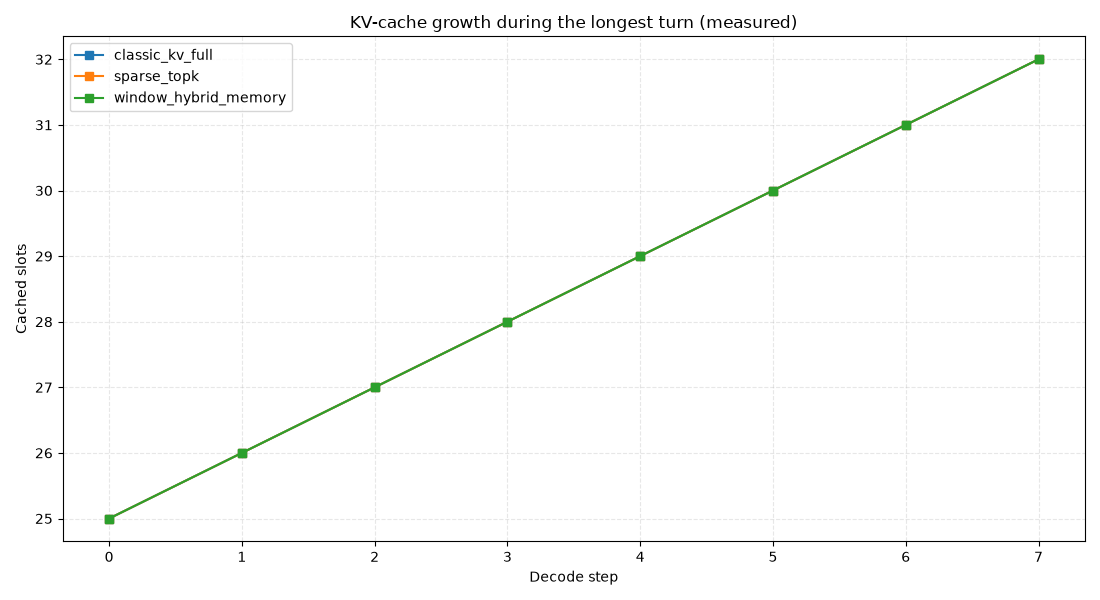 KV-cache growth during the longest turn (measured)
classic_kv_full
sparse_topk
window_hybrid_memory
Cached slots
32
31
30
29
28
27
26
25
0 1 2 3 4 5 6 7
Decode step